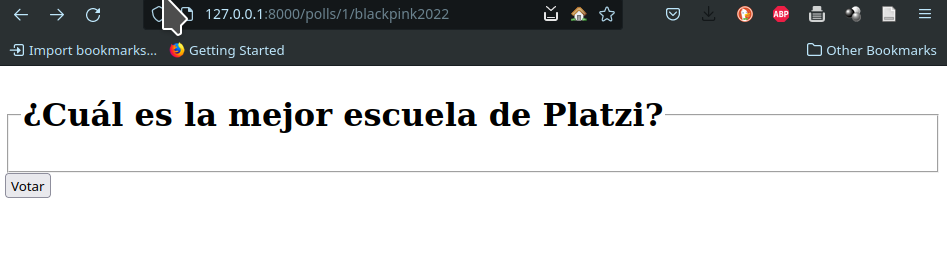 127.0.0.1:8000/polls/1/blackpink2022
ABP
Import bookmarks...
Getting Started
Other Bookmarks
¿Cuál es la mejor escuela de Platzi?
Votar